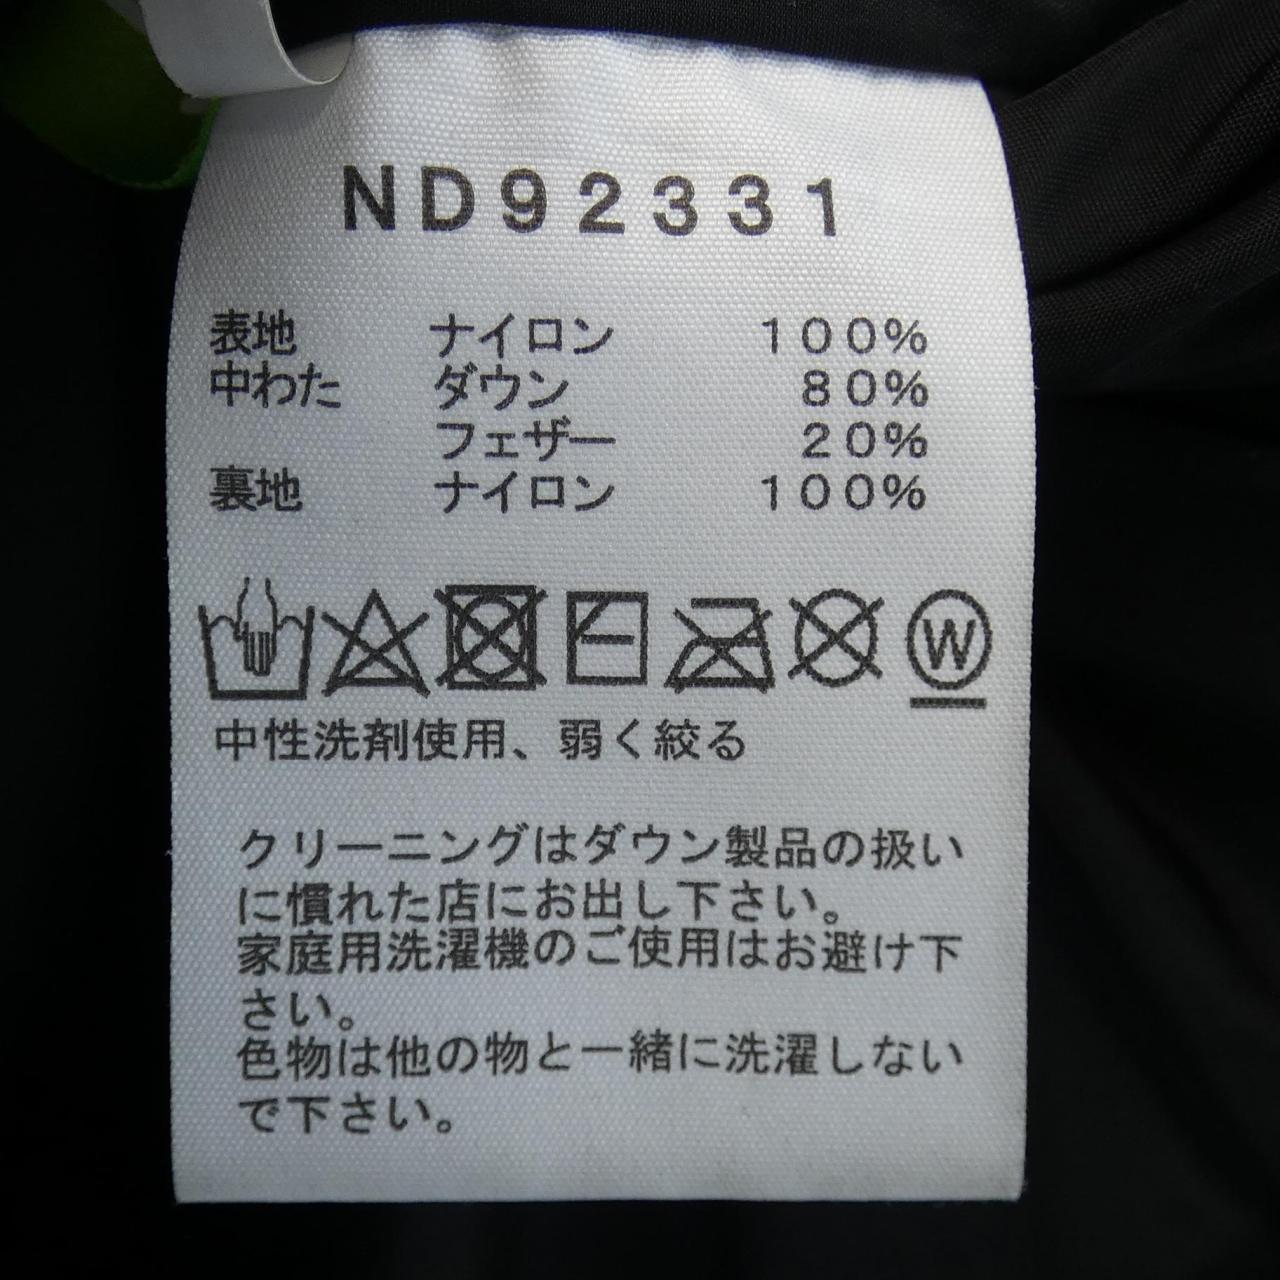 ND92331
表地 ナイロン 100%
中わた ダウン 80%
フェザー 20%
裏地 ナイロン 100%
W
中性洗剤使用、弱く絞る
クリーニングはダウン製品の扱い
に慣れた店にお出し下さい。
家庭用洗濯機のご使用はお避け下
さい。
色物は他の物と一緒に洗濯しない
で下さい。